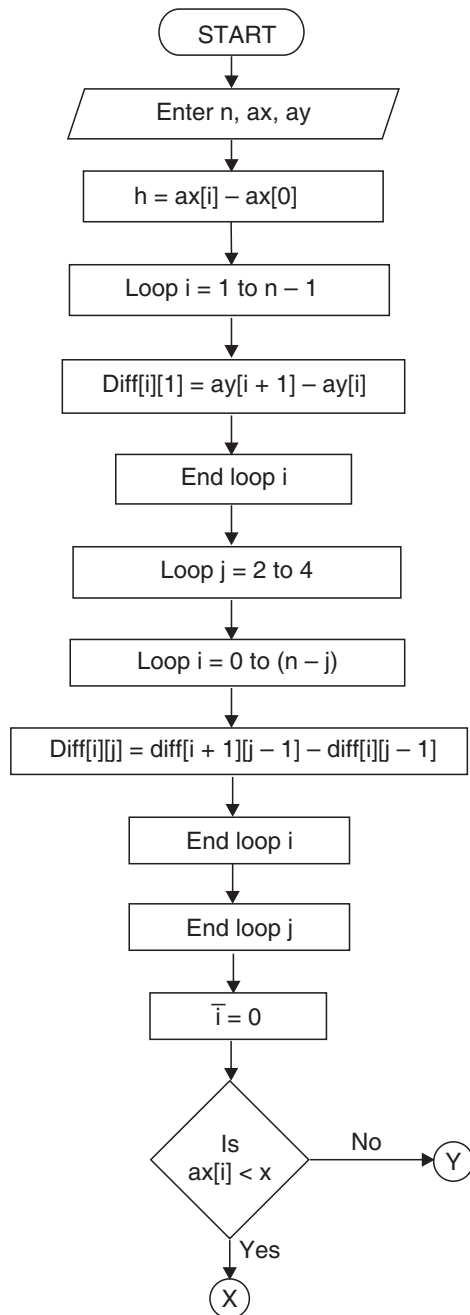 START
Enter n, ax, ay
h = ax[i] – ax[0]
Loop i = 1 to n – 1
Diff[i][1] = ay[i + 1] – ay[i]
End loop i
Loop j = 2 to 4
Loop i = 0 to (n – j)
Diff[i][j] = diff[i + 1][j – 1] – diff[i][j – 1]
End loop i
End loop j
i̅ = 0
Is
ax[i] < x
No
Y
Yes
X